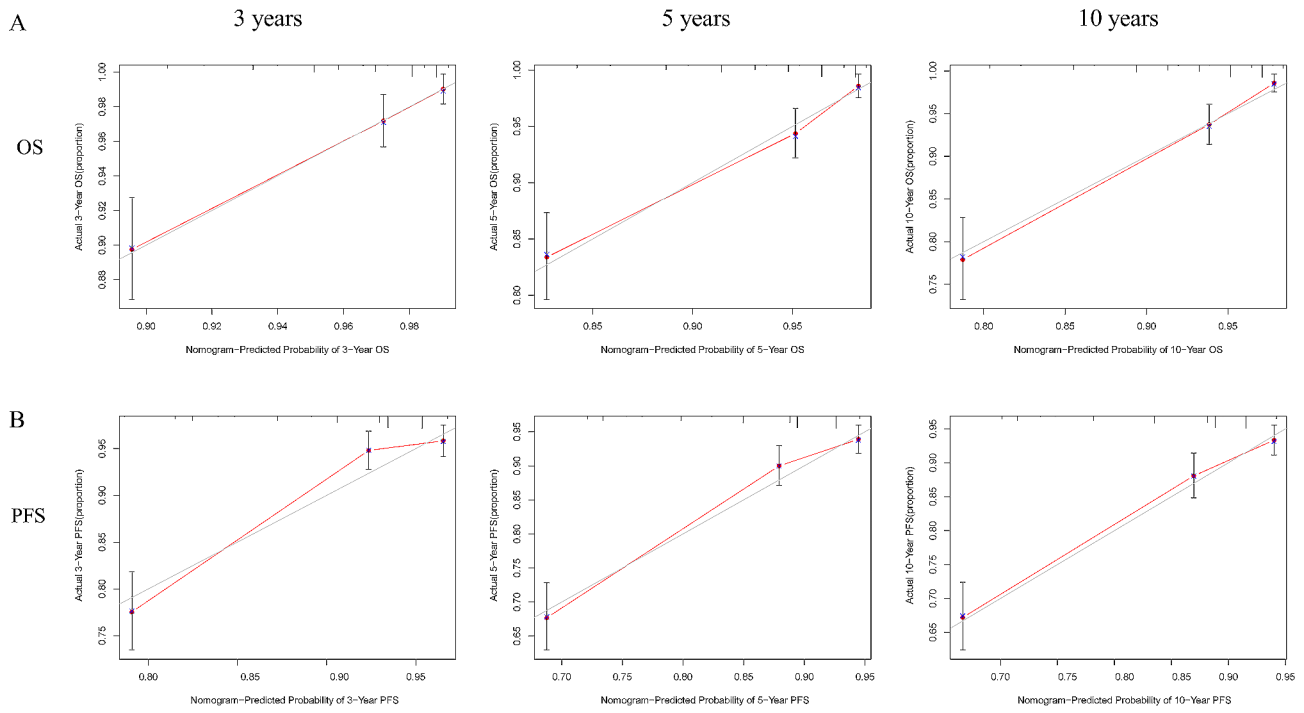 A
3 years
5 years
10 years
OS
Actual 3−Year OS(proportion)
0.88 0.90 0.92 0.94 0.96 0.98 1.00
0.90 0.92 0.94 0.96 0.98
Nomogram−Predicted Probability of 3−Year OS
Actual 5−Year OS(proportion)
0.80 0.85 0.90 0.95 1.00
0.85 0.90 0.95
Nomogram−Predicted Probability of 5−Year OS
Actual 10−Year OS(proportion)
0.75 0.80 0.85 0.90 0.95 1.00
0.80 0.85 0.90 0.95
Nomogram−Predicted Probability of 10−Year OS
B
PFS
Actual 3−Year PFS(proportion)
0.75 0.80 0.85 0.90 0.95
0.80 0.85 0.90 0.95
Nomogram−Predicted Probability of 3−Year PFS
Actual 5−Year PFS(proportion)
0.65 0.70 0.75 0.80 0.85 0.90 0.95
0.70 0.75 0.80 0.85 0.90 0.95
Nomogram−Predicted Probability of 5−Year PFS
Actual 10−Year PFS(proportion)
0.65 0.70 0.75 0.80 0.85 0.90 0.95
0.70 0.75 0.80 0.85 0.90 0.95
Nomogram−Predicted Probability of 10−Year PFS